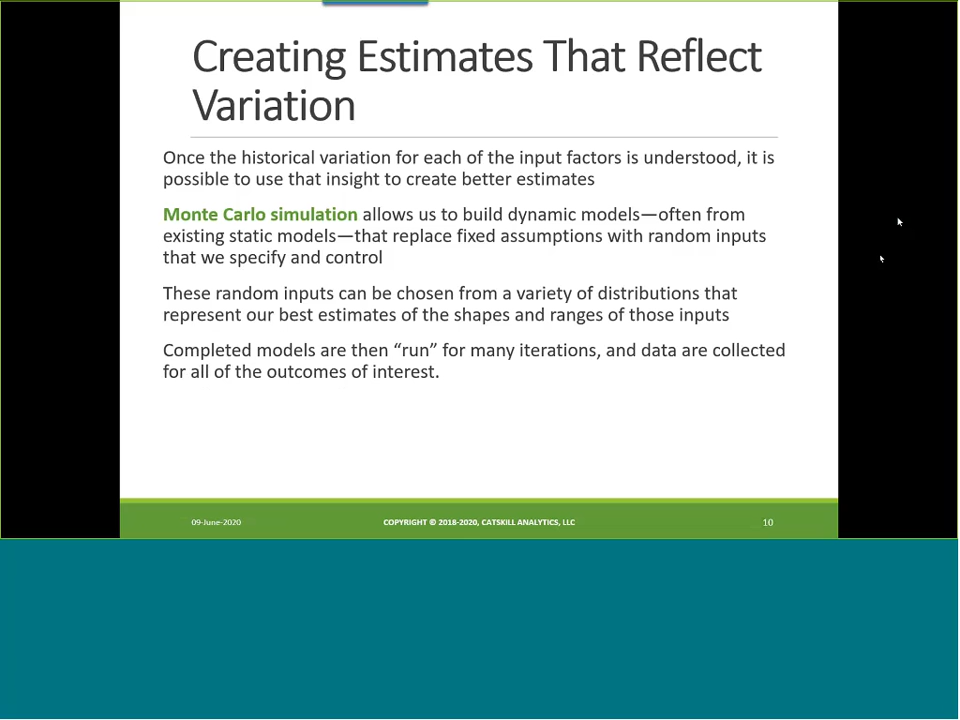 Creating Estimates That Reflect
Variation
Once the historical variation for each of the input factors is understood, it is
possible to use that insight to create better estimates
Monte Carlo simulation allows us to build dynamic models—often from
existing static models—that replace fixed assumptions with random inputs
that we specify and control
These random inputs can be chosen from a variety of distributions that
represent our best estimates of the shapes and ranges of those inputs
Completed models are then “run” for many iterations, and data are collected
for all of the outcomes of interest.
09-June-2020
COPYRIGHT © 2018-2020, CATSKILL ANALYTICS, LLC
10